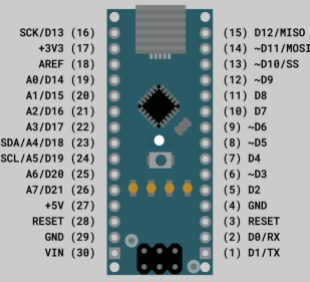 SCK/D13 (16) (15) D12/MISO
+3V3 (17) (14) ~D11/MOSI
AREF (18) (13) ~D10/SS
A0/D14 (19) (12) ~D9
A1/D15 (20) (11) D8
A2/D16 (21) (10) D7
A3/D17 (22) (9) ~D6
SDA/A4/D18 (23) (8) ~D5
SCL/A5/D19 (24) (7) D4
A6/D20 (25) (6) ~D3
A7/D21 (26) (5) D2
+5V (27) (4) GND
RESET (28) (3) RESET
GND (29) (2) D0/RX
VIN (30) (1) D1/TX